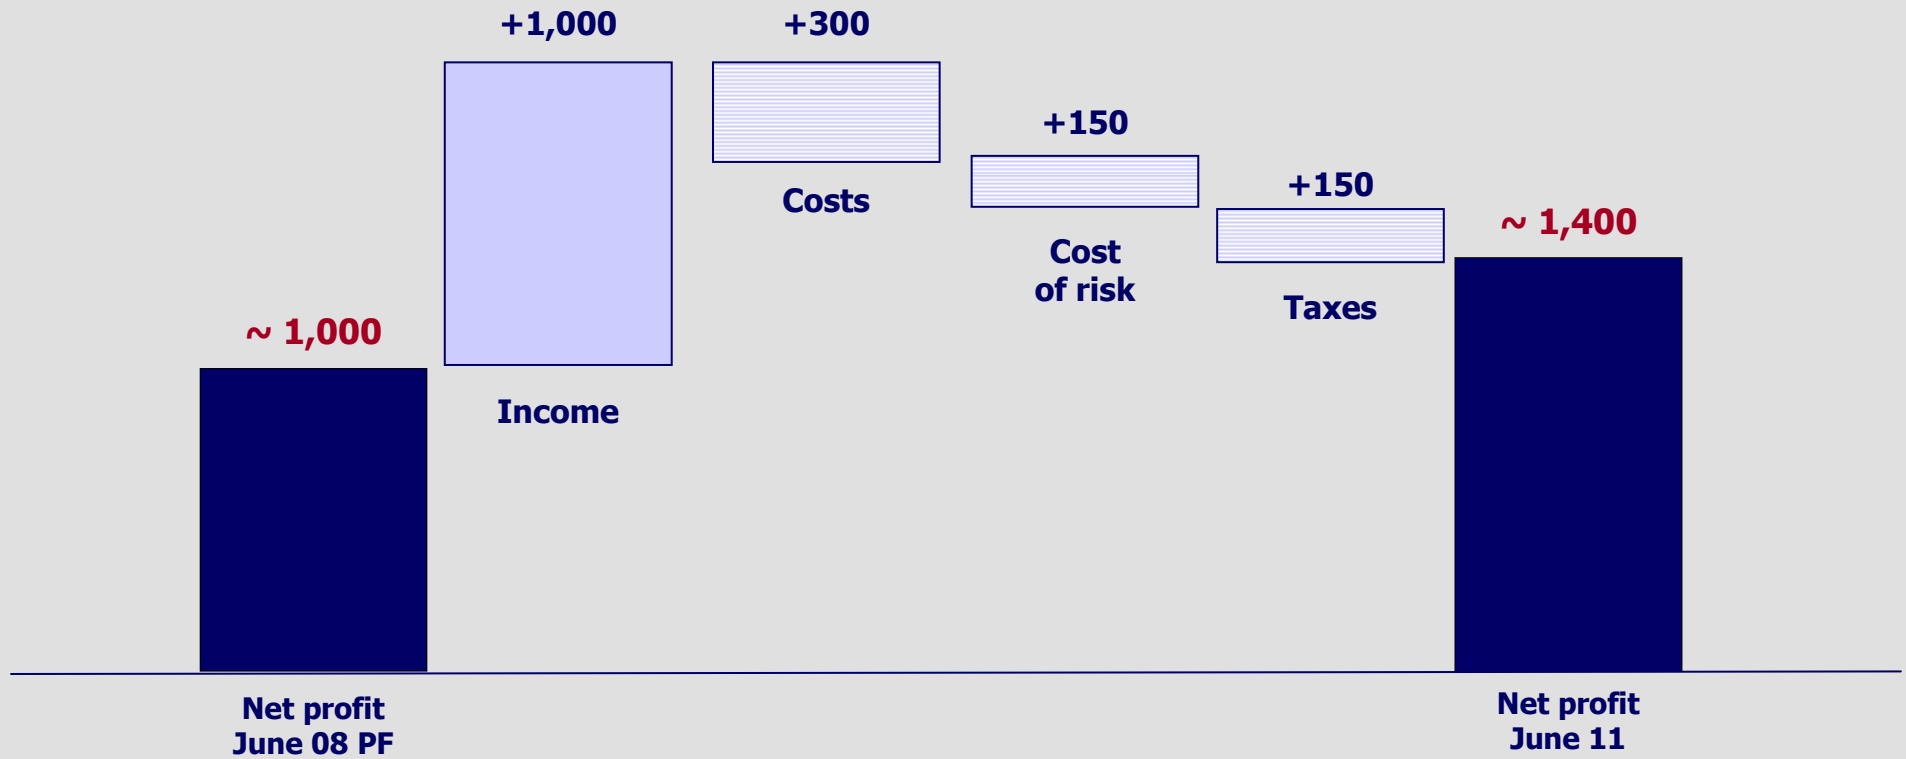 +1,000
+300
+150
+150
~ 1,400
Costs
Cost
of risk
Taxes
~ 1,000
Income
Net profit
June 08 PF
Net profit
June 11